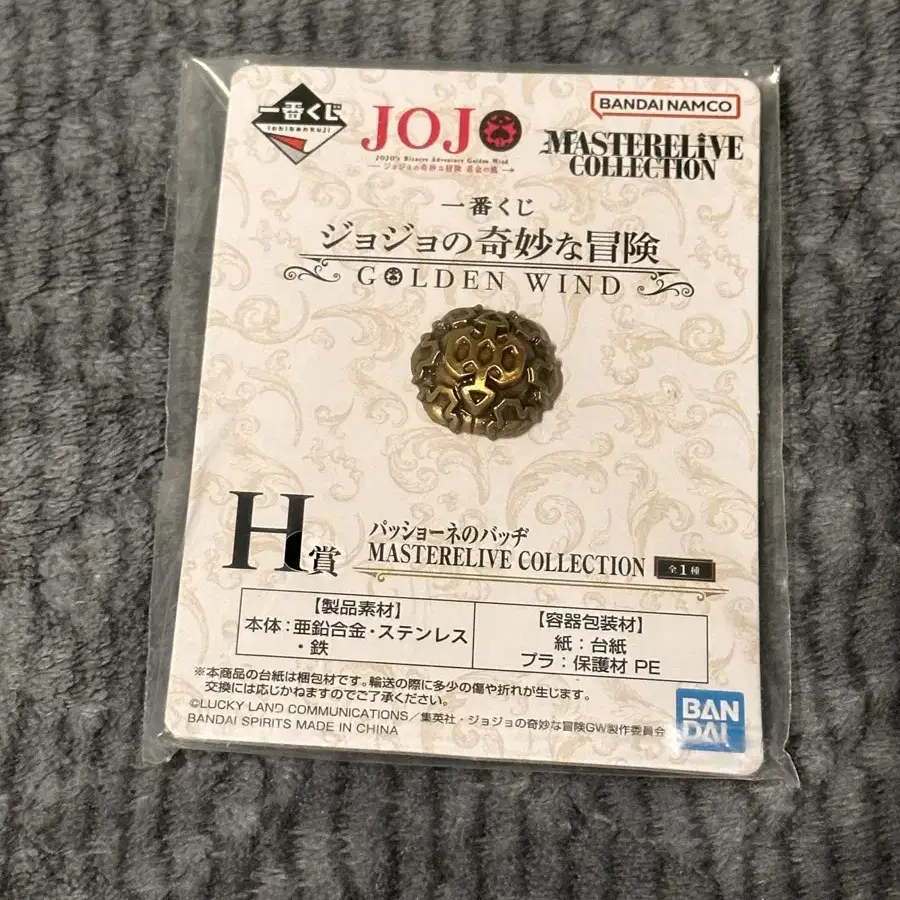 一番くじ
ichibankuji
JOJO
JOJO's Bizarre Adventure Golden Wind
ジョジョの奇妙な冒険 黄金の風
BANDAI NAMCO
MASTERELiVE
COLLECTION
一番くじ
ジョジョの奇妙な冒険
GOLDEN WIND
H賞
パッショーネのバッヂ
MASTERELIVE COLLECTION
全1種
【製品素材】
本体:亜鉛合金・ステンレス
・鉄
【容器包装材】
紙:台紙
プラ:保護材 PE
※本商品の台紙は梱包材です。輸送の際に多少の傷や折れが生じます。
交換には応じかねますのでご了承ください。
©LUCKY LAND COMMUNICATIONS/集英社・ジョジョの奇妙な冒険GW製作委員会
BANDAI SPIRITS MADE IN CHINA
BAN
DAI